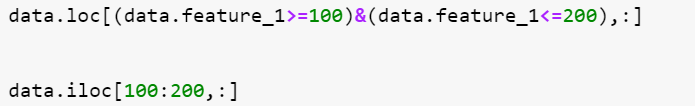 data.loc[(data.feature_1>=100)&(data.feature_1<=200),:]
data.iloc[100:200,:]